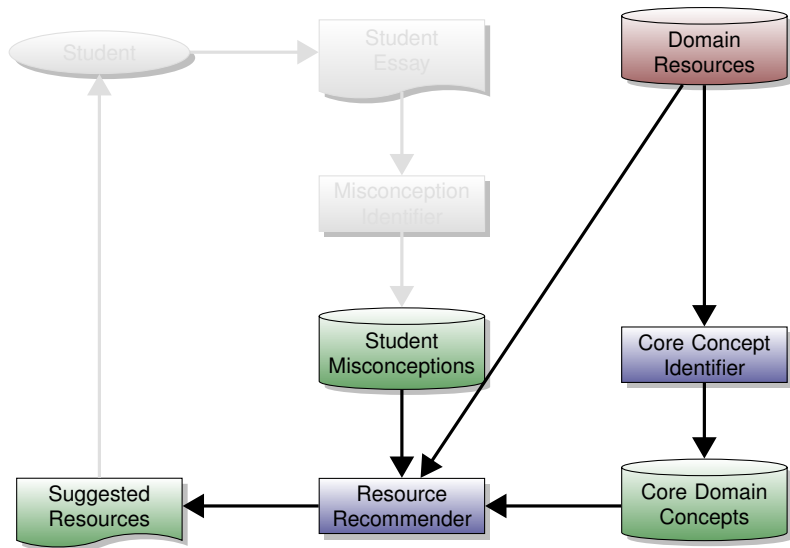 Student
Student
Essay
Domain
Resources
Misconception
Identifier
Student
Misconceptions
Core Concept
Identifier
Suggested
Resources
Resource
Recommender
Core Domain
Concepts